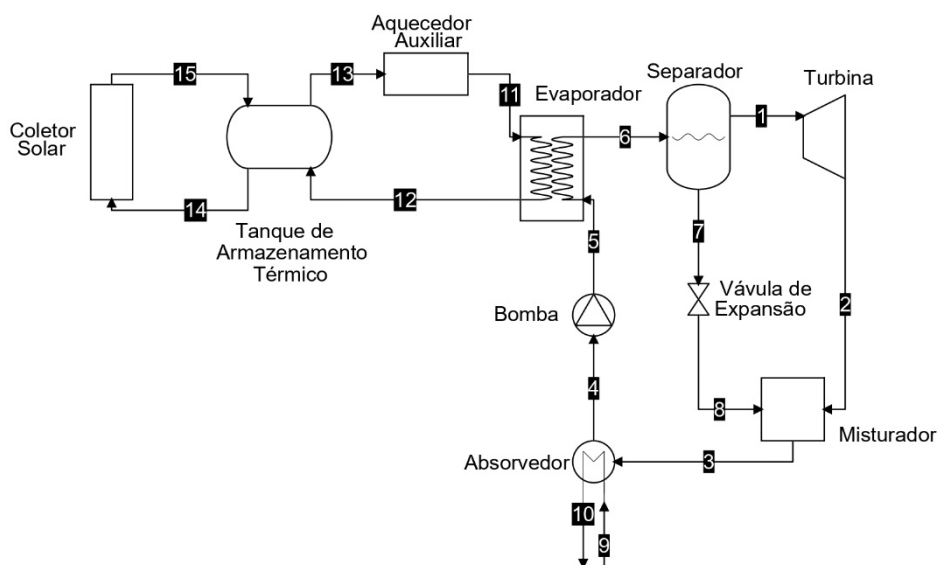 Aquecedor
Auxiliar
Separador
Turbina
15
13
11
Evaporador
1
6
Coletor
Solar
14
12
Tanque de
Armazenamento
Térmico
5
7
Bomba
Vávula de
Expansão
2
4
8
Misturador
Absorvedor
3
10
9